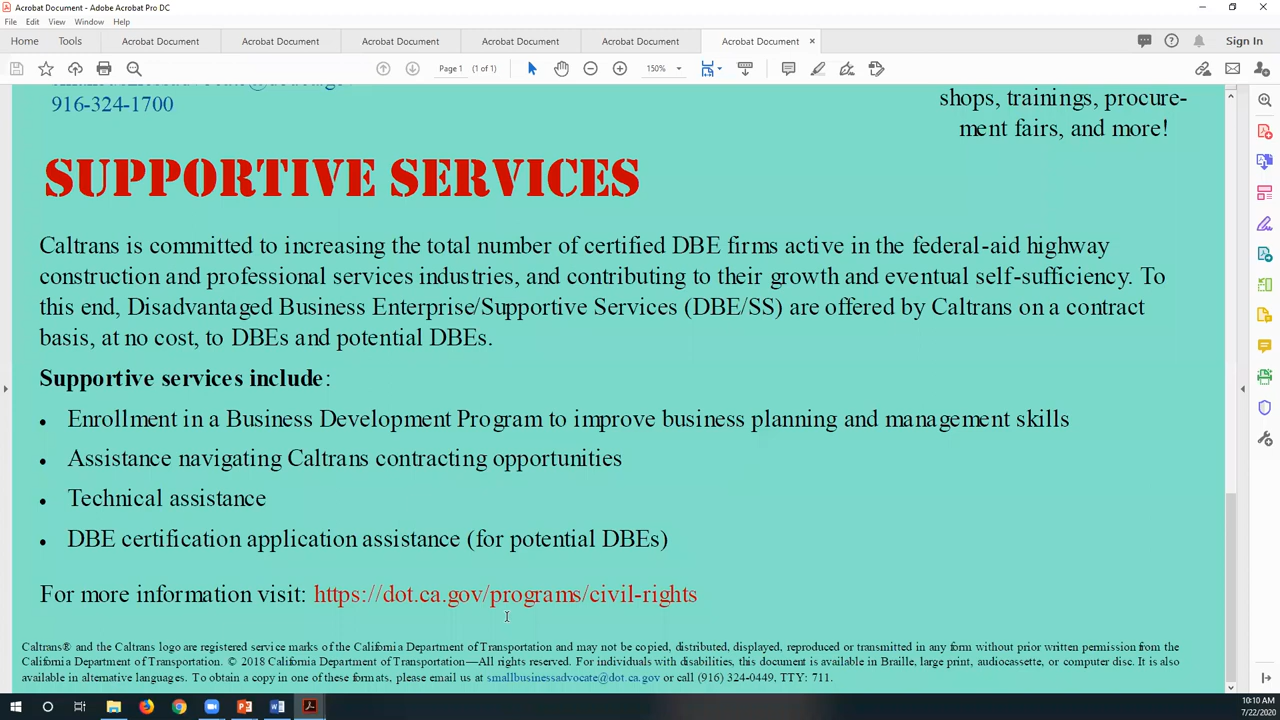 Acrobat Document - Adobe Acrobat Pro DC
File Edit View Window Help
Home Tools Acrobat Document Acrobat Document Acrobat Document Acrobat Document Acrobat Document Acrobat Document × Sign In
Page 1 (1 of 1) 150%
916-324-1700
shops, trainings, procure-
ment fairs, and more!
SUPPORTIVE SERVICES
Caltrans is committed to increasing the total number of certified DBE firms active in the federal-aid highway
construction and professional services industries, and contributing to their growth and eventual self-sufficiency. To
this end, Disadvantaged Business Enterprise/Supportive Services (DBE/SS) are offered by Caltrans on a contract
basis, at no cost, to DBEs and potential DBEs.
Supportive services include:
• Enrollment in a Business Development Program to improve business planning and management skills
• Assistance navigating Caltrans contracting opportunities
• Technical assistance
• DBE certification application assistance (for potential DBEs)
For more information visit: https://dot.ca.gov/programs/civil-rights
Caltrans® and the Caltrans logo are registered service marks of the California Department of Transportation and may not be copied, distributed, displayed, reproduced or transmitted in any form without prior written permission from the
California Department of Transportation. © 2018 California Department of Transportation—All rights reserved. For individuals with disabilities, this document is available in Braille, large print, audiocassette, or computer disc. It is also
available in alternative languages. To obtain a copy in one of these formats, please email us at smallbusinessadvocate@dot.ca.gov or call (916) 324-0449, TTY: 711.
10:10 AM
7/22/2020